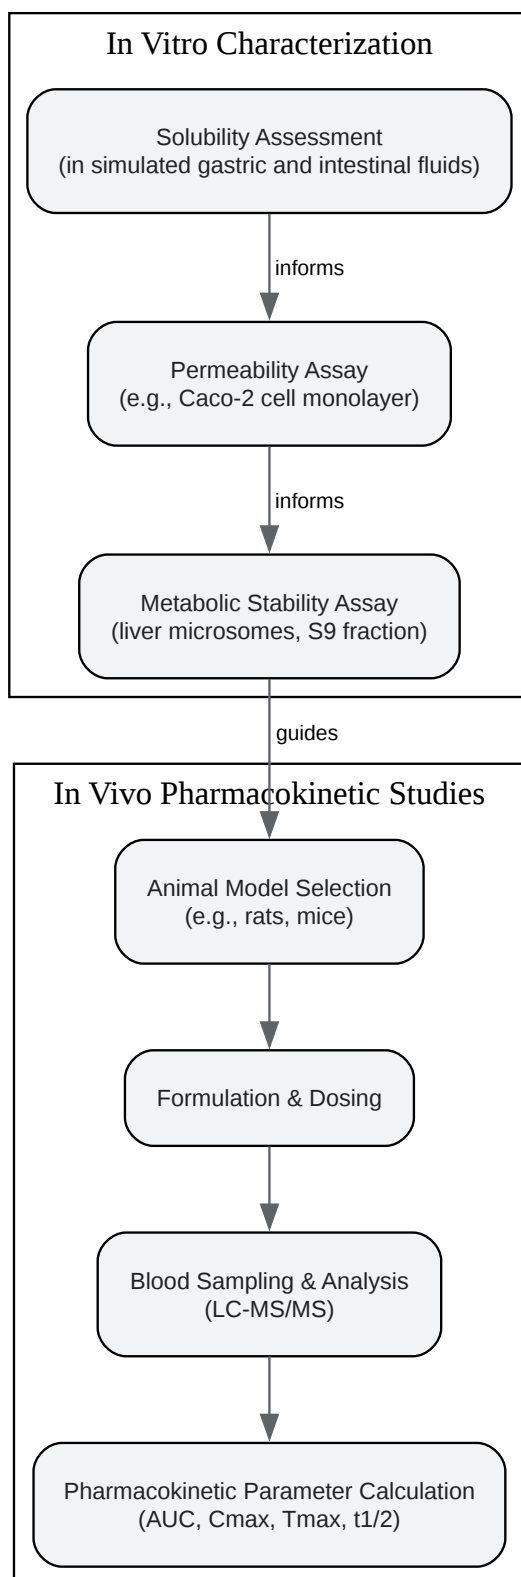 In Vitro Characterization
Solubility Assessment
(in simulated gastric and intestinal fluids)
informs
Permeability Assay
(e.g., Caco-2 cell monolayer)
informs
Metabolic Stability Assay
(liver microsomes, S9 fraction)
guides
In Vivo Pharmacokinetic Studies
Animal Model Selection
(e.g., rats, mice)
Formulation & Dosing
Blood Sampling & Analysis
(LC-MS/MS)
Pharmacokinetic Parameter Calculation
(AUC, Cmax, Tmax, t1/2)